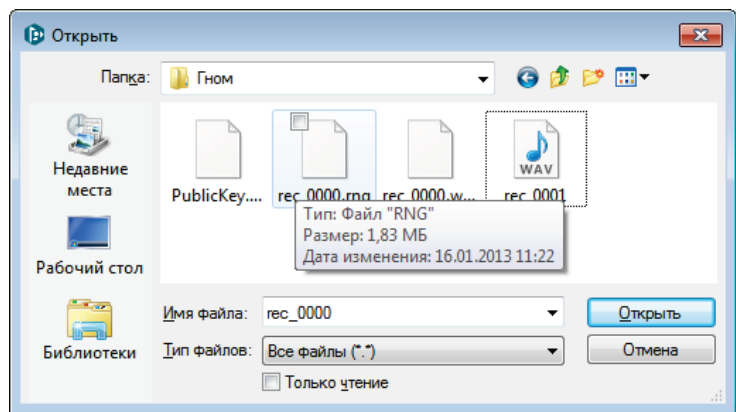 Открыть
Папка: Гном
Недавние места
Рабочий стол
Библиотеки
PublicKey.... rec_0000.rng rec_0000.w... rec_0001
WAV
Тип: Файл "RNG"
Размер: 1,83 МБ
Дата изменения: 16.01.2013 11:22
Имя файла: rec_0000 Открыть
Тип файлов: Все файлы (*.*) Отмена
Только чтение